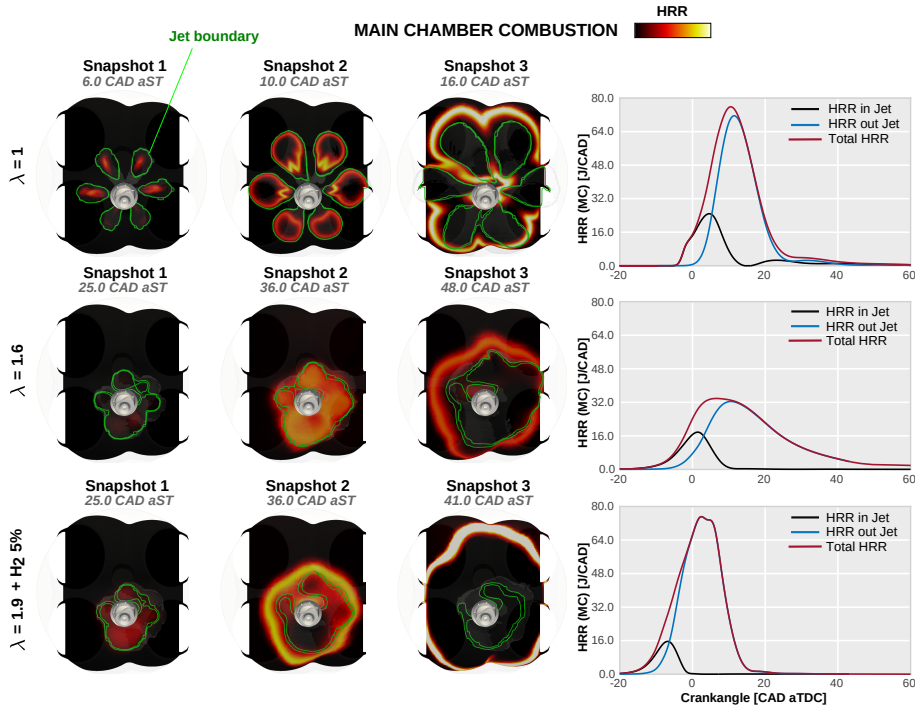 HRR
MAIN CHAMBER COMBUSTION
Jet boundary
Snapshot 1
6.0 CAD aST
Snapshot 2
10.0 CAD aST
Snapshot 3
16.0 CAD aST
λ = 1
80.0
64.0
48.0
32.0
16.0
0.0
HRR (MC) [J/CAD]
HRR in Jet
HRR out Jet
Total HRR
-20 0 20 40 60
Snapshot 1
25.0 CAD aST
Snapshot 2
36.0 CAD aST
Snapshot 3
48.0 CAD aST
λ = 1.6
80.0
64.0
48.0
32.0
16.0
0.0
HRR (MC) [J/CAD]
HRR in Jet
HRR out Jet
Total HRR
-20 0 20 40 60
Snapshot 1
25.0 CAD aST
Snapshot 2
36.0 CAD aST
Snapshot 3
41.0 CAD aST
λ = 1.9 + H2 5%
80.0
64.0
48.0
32.0
16.0
0.0
HRR (MC) [J/CAD]
HRR in Jet
HRR out Jet
Total HRR
-20 0 20 40 60
Crankangle [CAD aTDC]